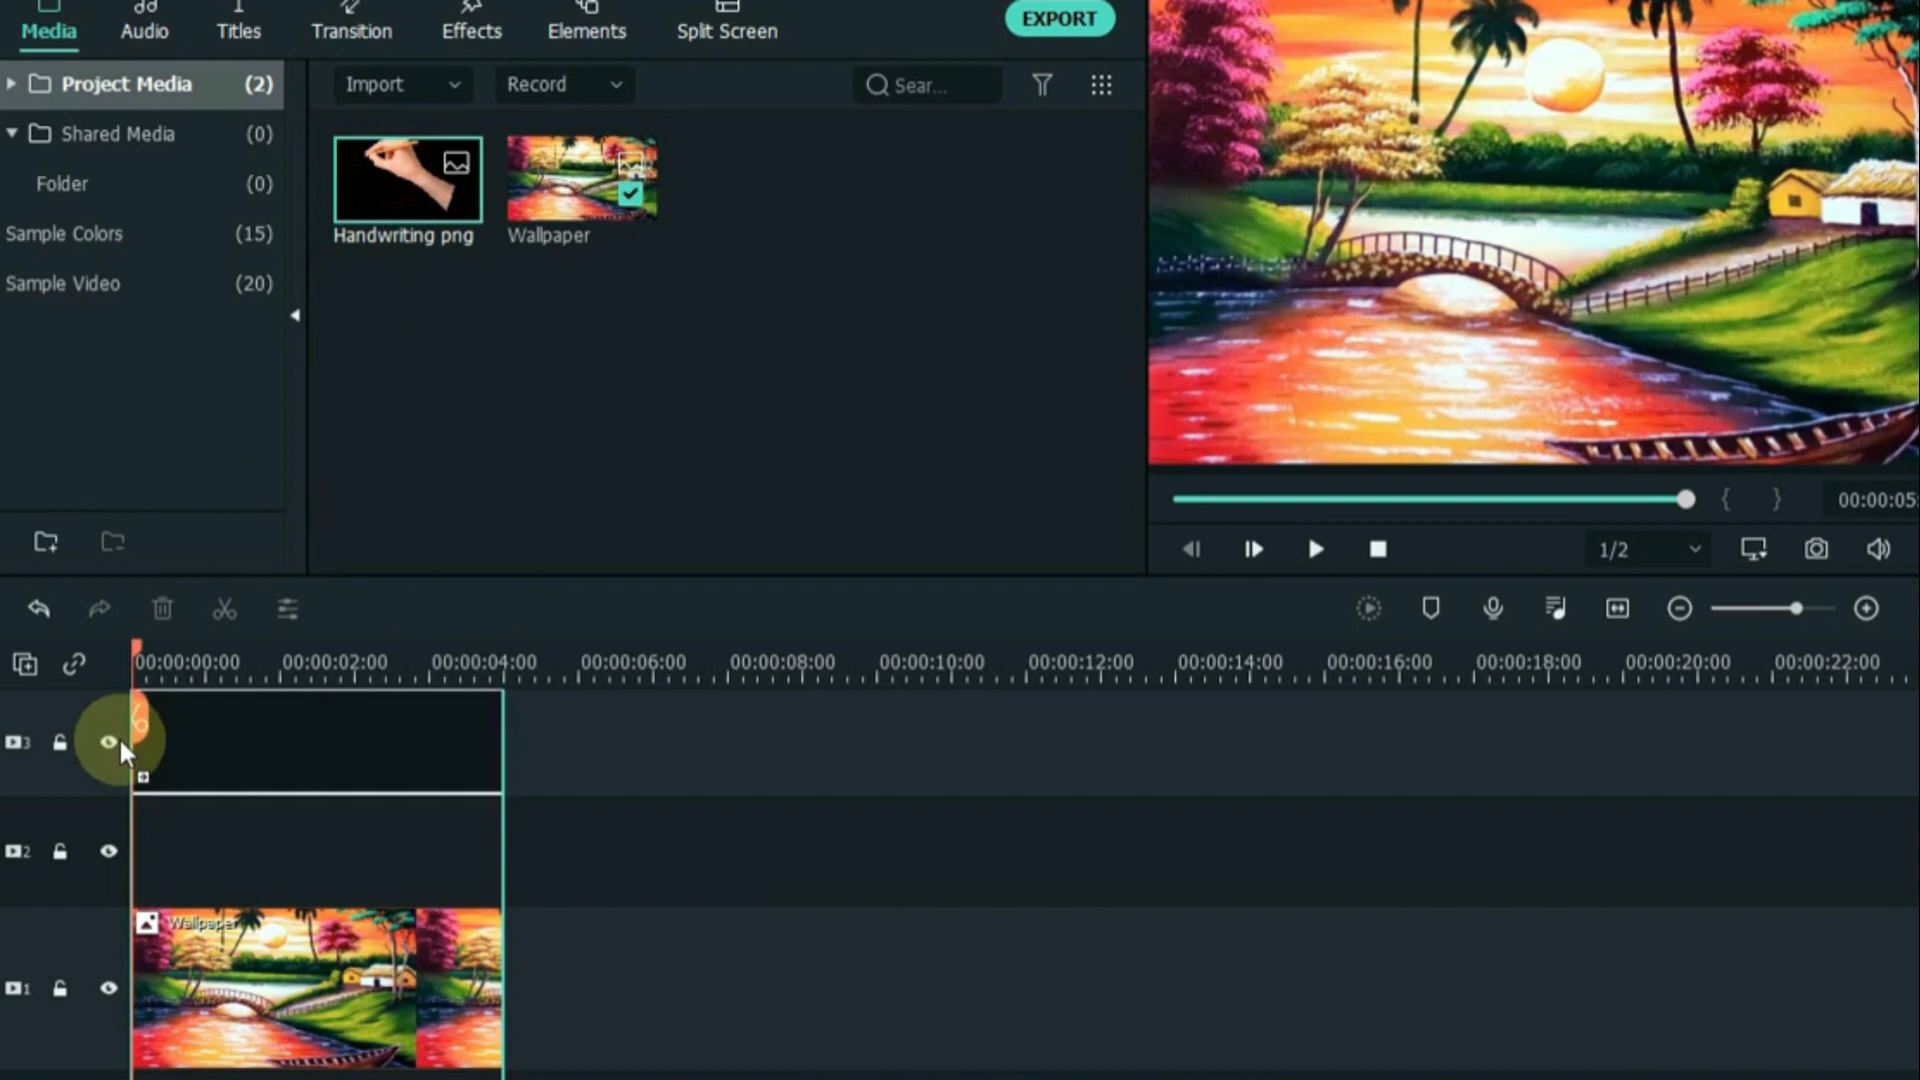 Media
Audio
Titles
Transition
Effects
Elements
Split Screen
EXPORT
Project Media (2)
Import
Record
Sear...
Shared Media (0)
Folder (0)
Sample Colors (15)
Sample Video (20)
Handwriting png
Wallpaper
00:00:05
1/2
00:00:00:00 00:00:02:00 00:00:04:00 00:00:06:00 00:00:08:00 00:00:10:00 00:00:12:00 00:00:14:00 00:00:16:00 00:00:18:00 00:00:20:00 00:00:22:00
3
2
Wallpaper
1